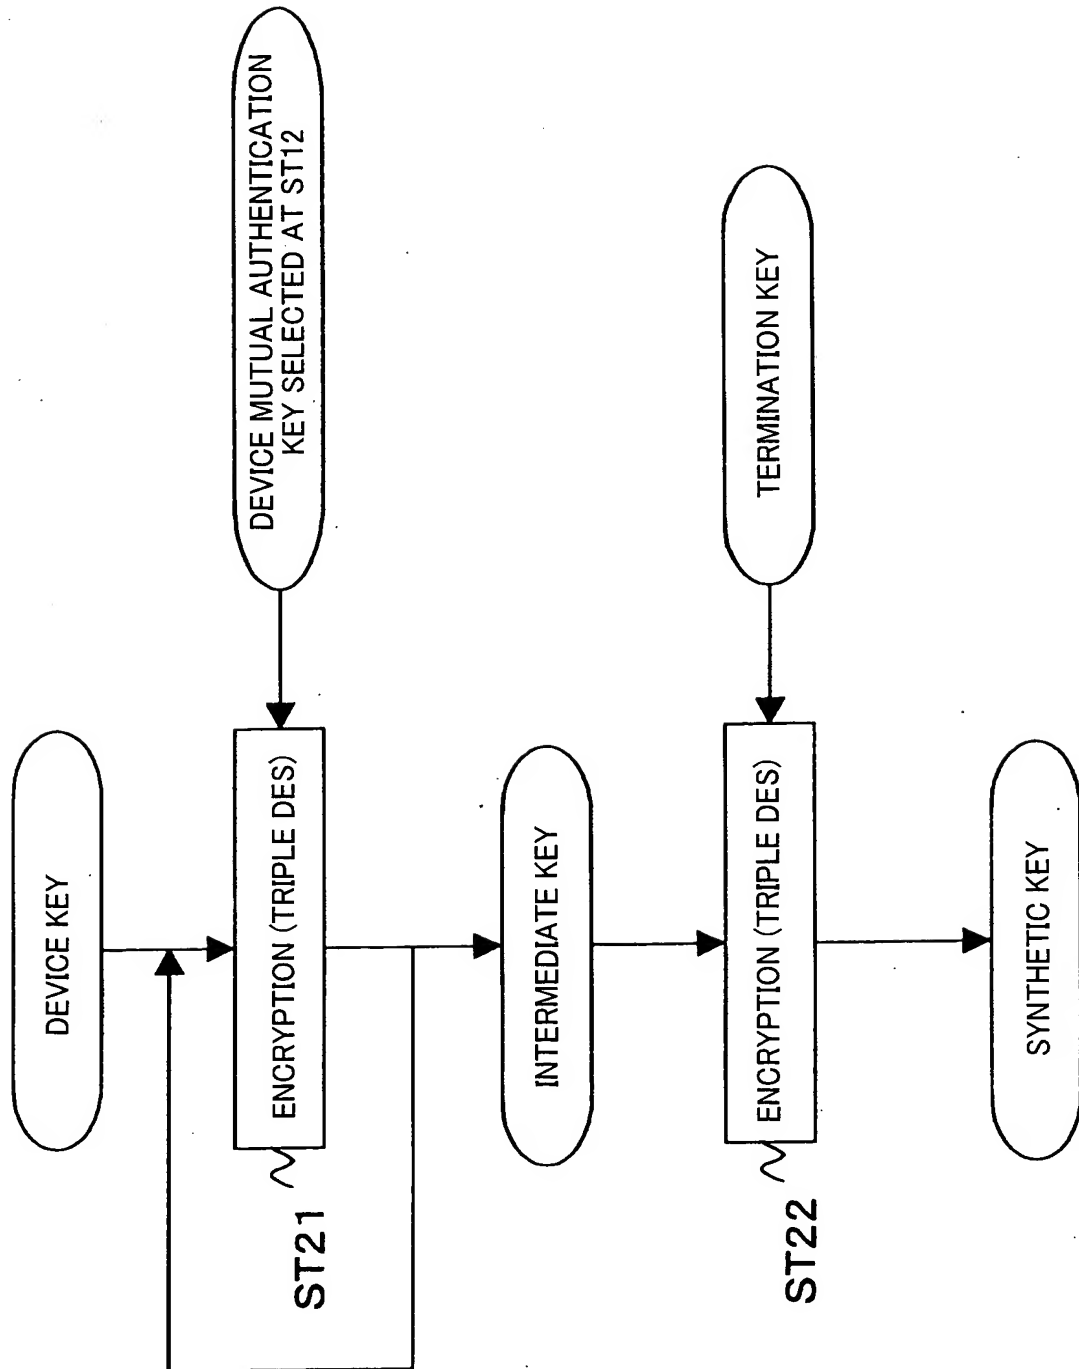 DEVICE KEY
DEVICE MUTUAL AUTHENTICATION
KEY SELECTED AT ST12
ENCRYPTION (TRIPLE DES)
ST21
INTERMEDIATE KEY
TERMINATION KEY
ENCRYPTION (TRIPLE DES)
ST22
SYNTHETIC KEY